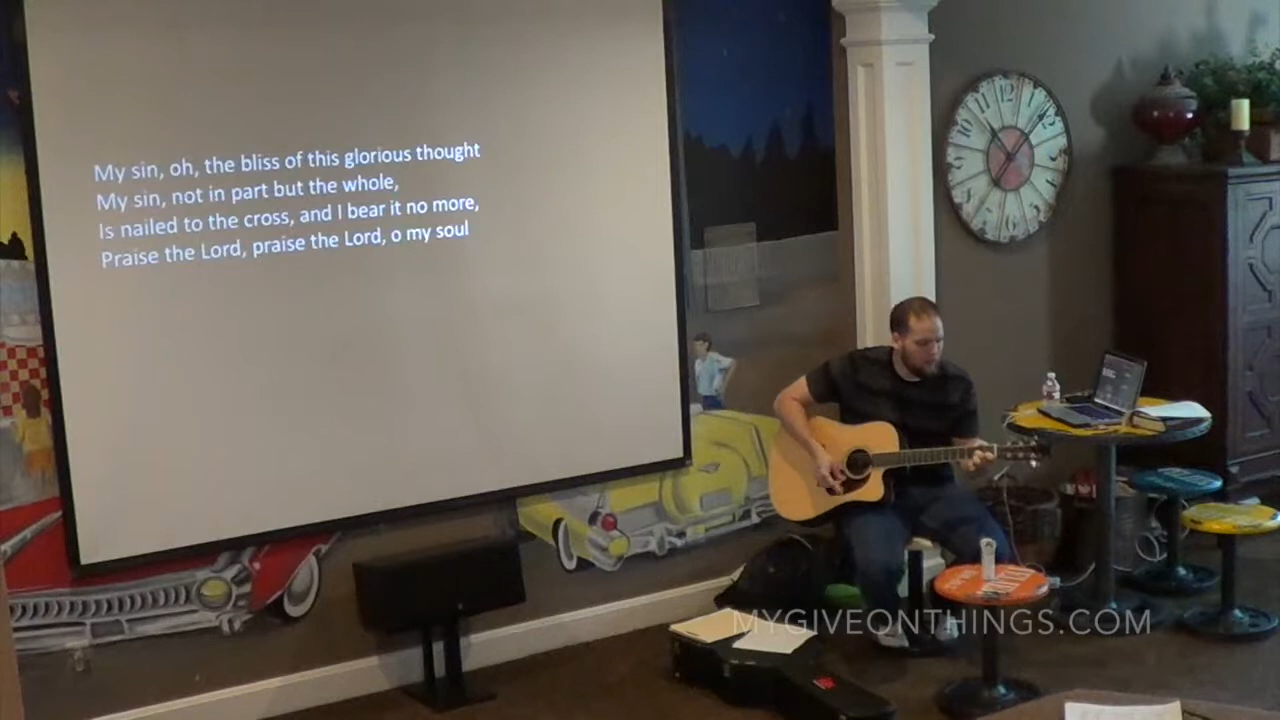 My sin, oh, the bliss of this glorious thought
My sin, not in part but the whole,
Is nailed to the cross, and I bear it no more,
Praise the Lord, praise the Lord, o my soul
MYGIVEONTHINGS.COM